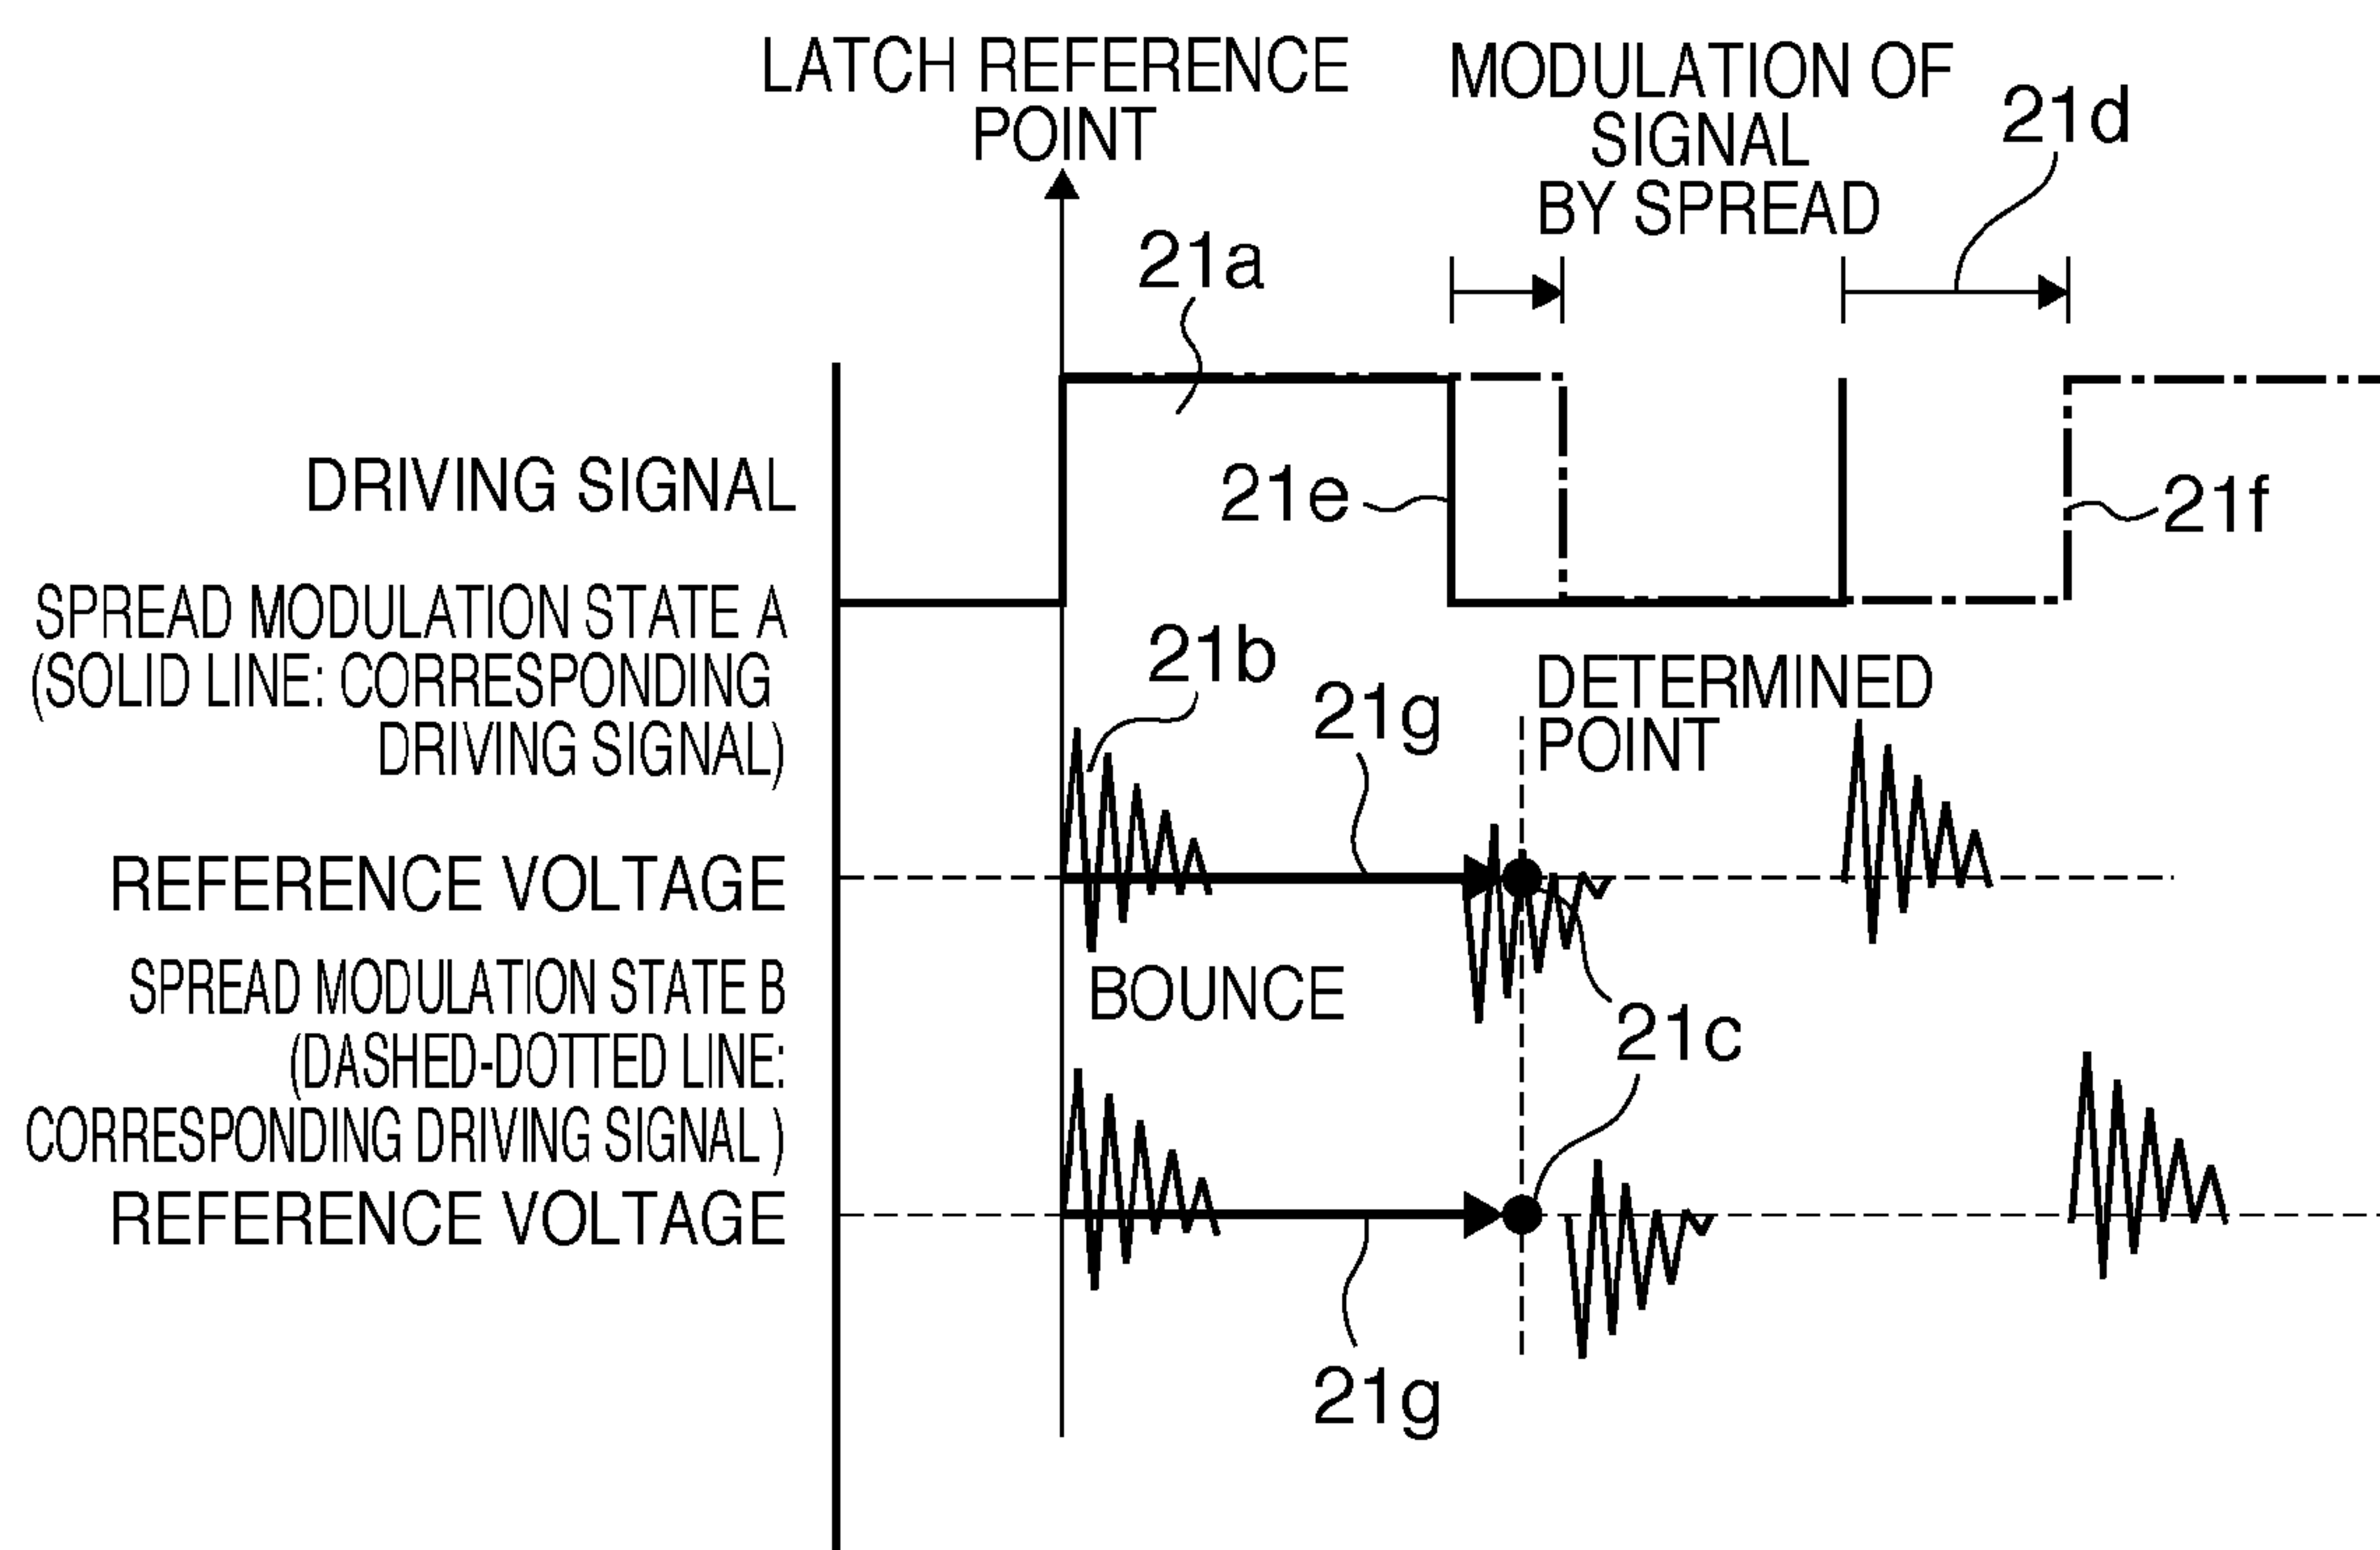 LATCH REFERENCE
POINT
MODULATION OF
SIGNAL
BY SPREAD
21d
21a
DRIVING SIGNAL
21e
21f
SPREAD MODULATION STATE A
(SOLID LINE: CORRESPONDING
DRIVING SIGNAL)
21b
21g
DETERMINED
POINT
REFERENCE VOLTAGE
SPREAD MODULATION STATE B
(DASHED-DOTTED LINE:
CORRESPONDING DRIVING SIGNAL )
BOUNCE
21c
REFERENCE VOLTAGE
21g